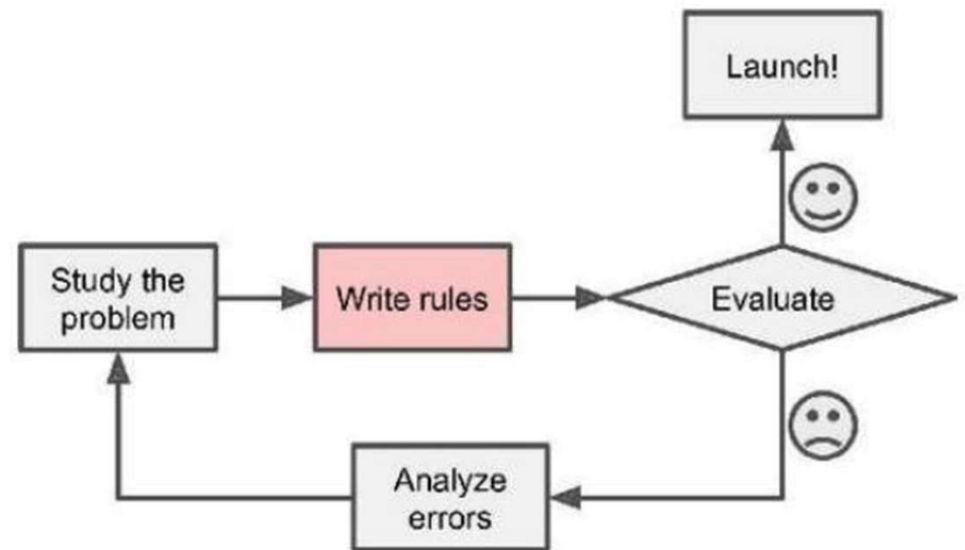 Launch!
Study the
problem
Write rules
Evaluate
Analyze
errors